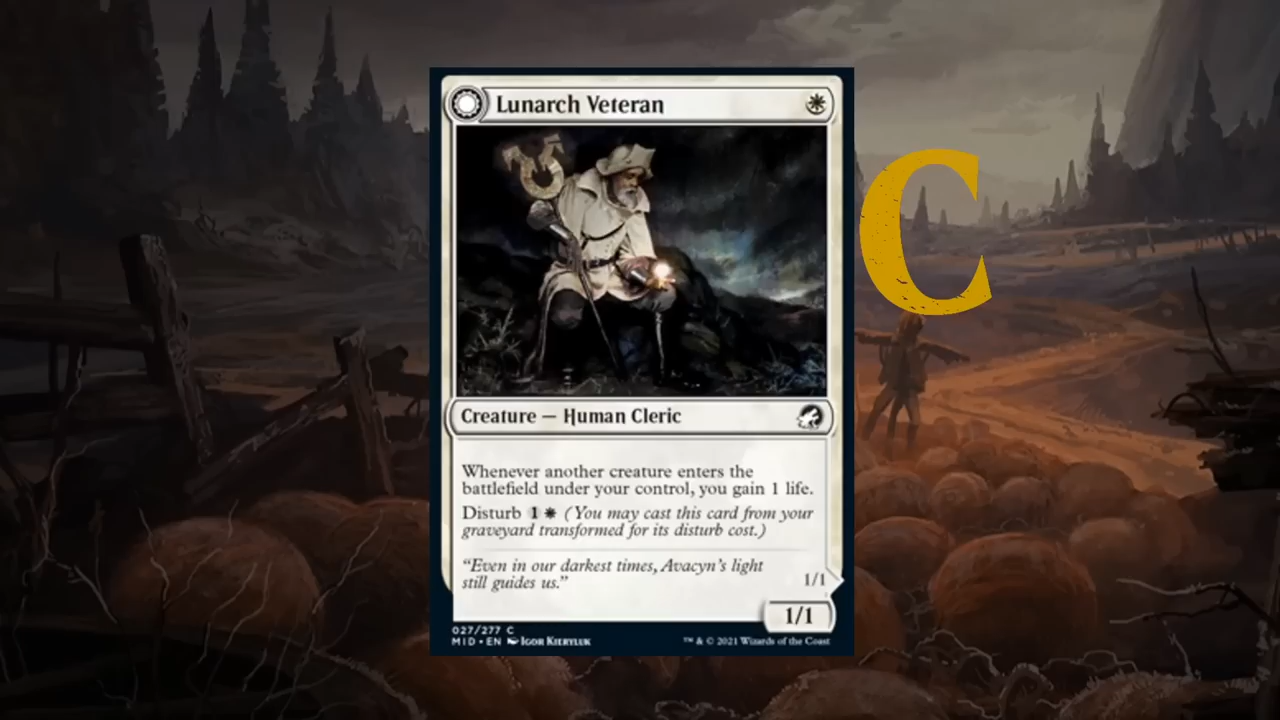 Lunarch Veteran
C
Creature — Human Cleric
Whenever another creature enters the
battlefield under your control, you gain 1 life.
Disturb 1 (You may cast this card from your
graveyard transformed for its disturb cost.)
"Even in our darkest times, Avacyn's light
still guides us."
1/1
1/1
027/277 C
MID • EN Igor Kieryluk
™ & © 2021 Wizards of the Coast